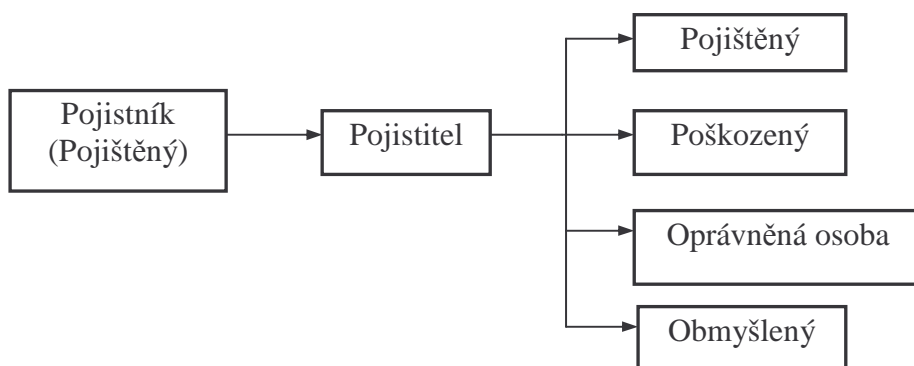 Pojistník
(Pojištěný)
Pojistitel
Pojištěný
Poškozený
Oprávněná osoba
Obmyšlený